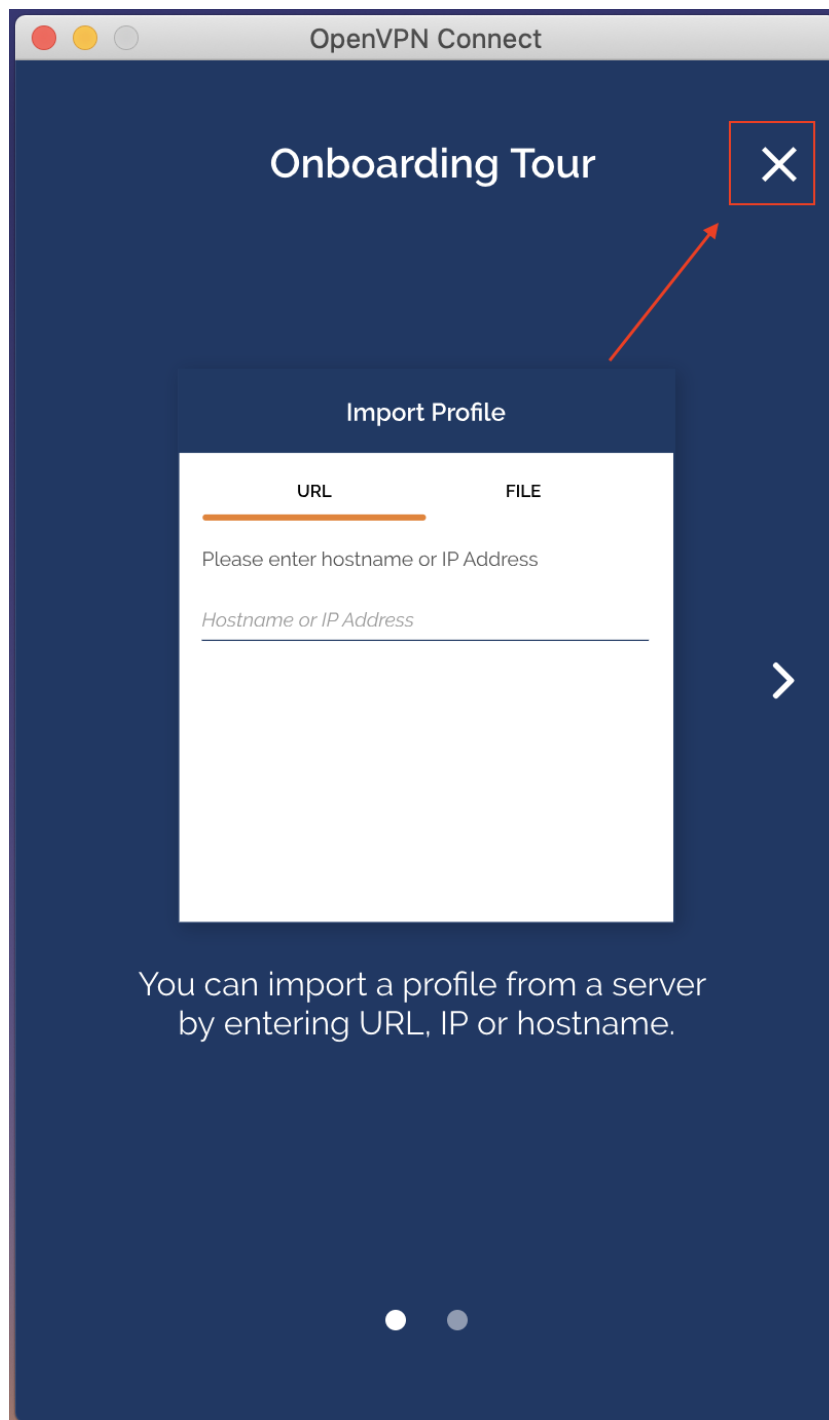 OpenVPN Connect
Onboarding Tour
Import Profile
URL FILE
Please enter hostname or IP Address
Hostname or IP Address
You can import a profile from a server
by entering URL, IP or hostname.